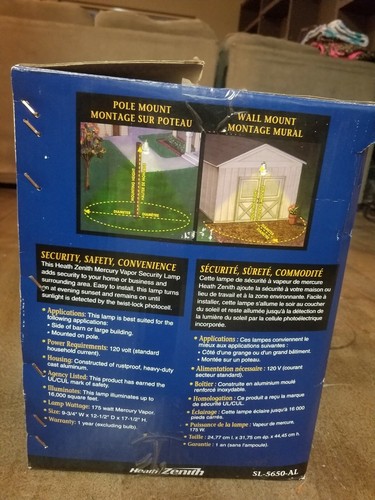 POLE MOUNT
MONTAGE SUR POTEAU
WALL MOUNT
MONTAGE MURAL
DIAMETER
DIAMÈTRE
SECURITY, SAFETY, CONVENIENCE
This Heath Zenith Mercury Vapor Security Lamp
adds security to your home or business and
surrounding area. Easy to install, this lamp turns
on at evening sunset and remains on until
sunlight is detected by the twist-lock photocell.
• Applications: This lamp is best suited for the
following applications:
• Side of barn or large building.
• Mounted on pole.
• Power Requirements: 120 volt (standard
household current).
• Housing: Constructed of rustproof, heavy-duty
cast aluminum.
• Agency Listed: This product has earned the
UL/CUL mark of safety.
• Illuminates: This lamp illuminates up to
16,000 square feet.
• Lamp Wattage: 175 watt Mercury Vapor.
• Size: 9-3/4" W x 12-1/2" D x 17-1/2" H
• Warranty: 1 year (excluding bulb).
SÉCURITÉ, SÛRETÉ, COMMODITÉ
Cette lampe de sécurité à vapeur de mercure
Heath Zenith ajoute la sécurité à votre maison ou
lieu de travail et à la zone environnante. Facile à
installer, cette lampe s'allume le soir au coucher
du soleil et reste allumée jusqu'à la détection de
la lumière du soleil par la cellule photoélectrique
incorporée.
• Applications : Ces lampes conviennent le
mieux aux applications suivantes :
• Côté d'une grange ou d'un grand bâtiment.
• Montée sur un poteau.
• Alimentation nécessaire : 120 V (courant
secteur standard).
• Boîtier : Construite en aluminium moulé
renforcé inoxydable.
• Homologation : Ce produit a reçu la marque
de sécurité UL/CUL.
• Éclairage : Cette lampe éclaire jusqu'à 16 000
pieds carrés.
• Puissance de la lampe : Vapeur de mercure,
175 W.
• Taille : 24,77 cm l. x 31,75 cm ép. x 44,45 cm h.
• Garantie : 1 an (sans l'ampoule).
Heath Zenith
SL-5650-AL